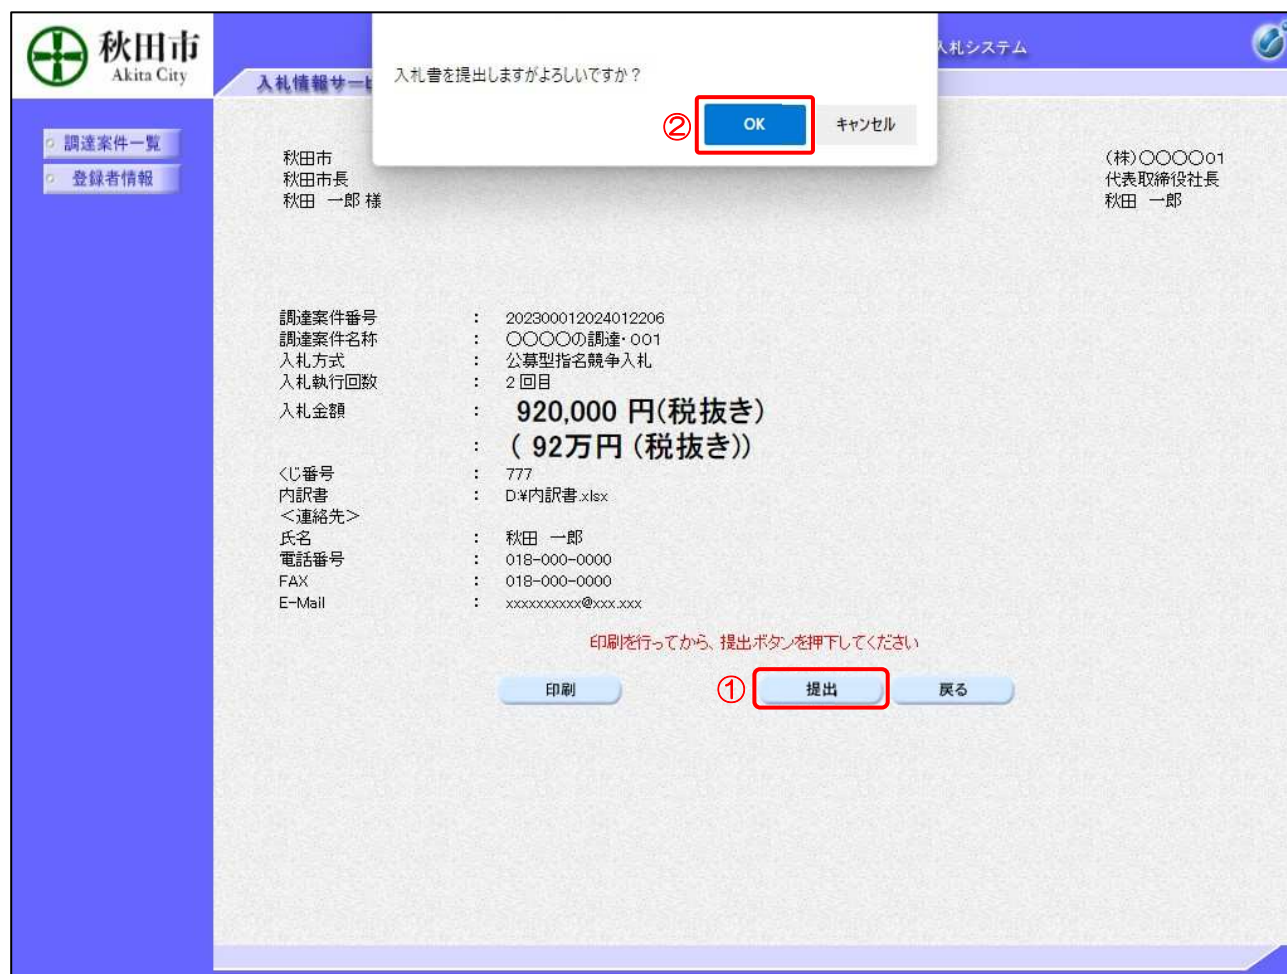 秋田市
Akita City
入札システム
入札情報サービ
入札書を提出しますがよろしいですか？
② OK キャンセル
調達案件一覧
登録者情報
秋田市
秋田市長
秋田 一郎 様
(株)〇〇〇〇01
代表取締役社長
秋田 一郎
調達案件番号 : 202300012024012206
調達案件名称 : 〇〇〇〇の調達・001
入札方式 : 公募型指名競争入札
入札執行回数 : 2 回目
入札金額 : 920,000 円(税抜き)
: ( 92万円 (税抜き))
くじ番号 : 777
内訳書 : D:¥内訳書.xlsx
＜連絡先＞
氏名 : 秋田 一郎
電話番号 : 018-000-0000
FAX : 018-000-0000
E-Mail : xxxxxxxxxx@xxx.xxx
印刷を行ってから、提出ボタンを押下してください
印刷 ① 提出 戻る